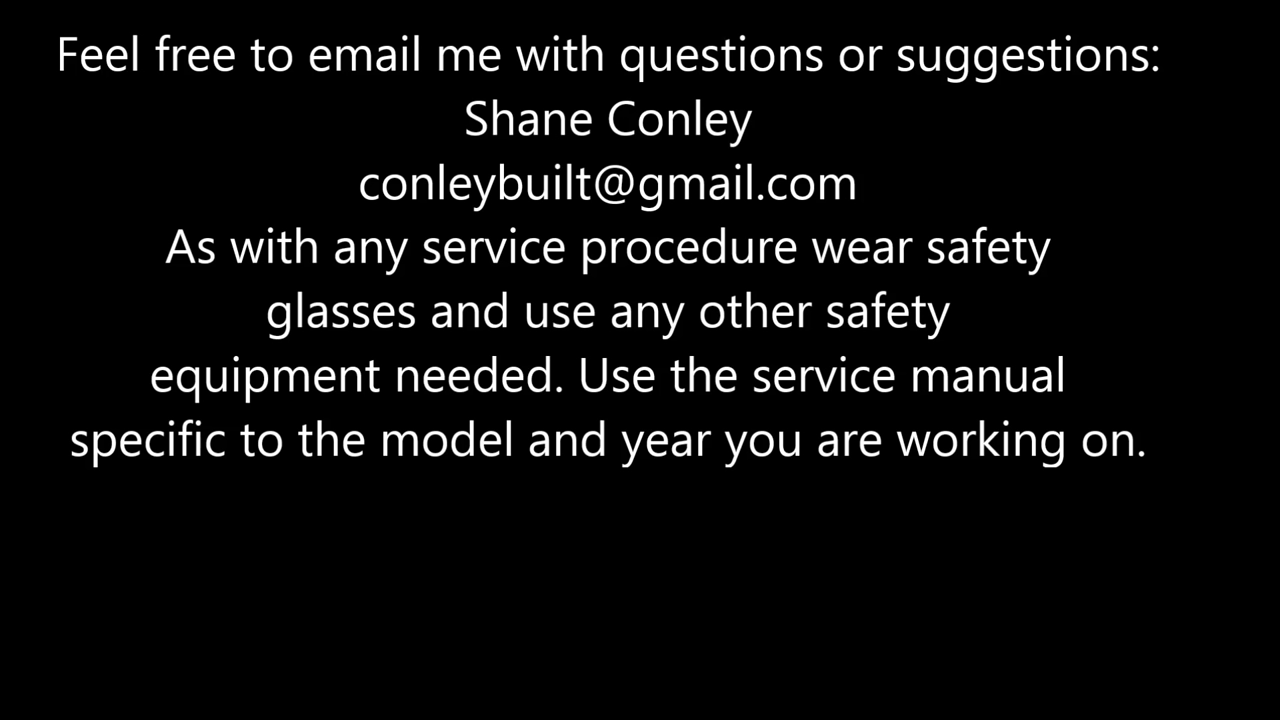 Feel free to email me with questions or suggestions:
Shane Conley
conleybuilt@gmail.com
As with any service procedure wear safety
glasses and use any other safety
equipment needed. Use the service manual
specific to the model and year you are working on.